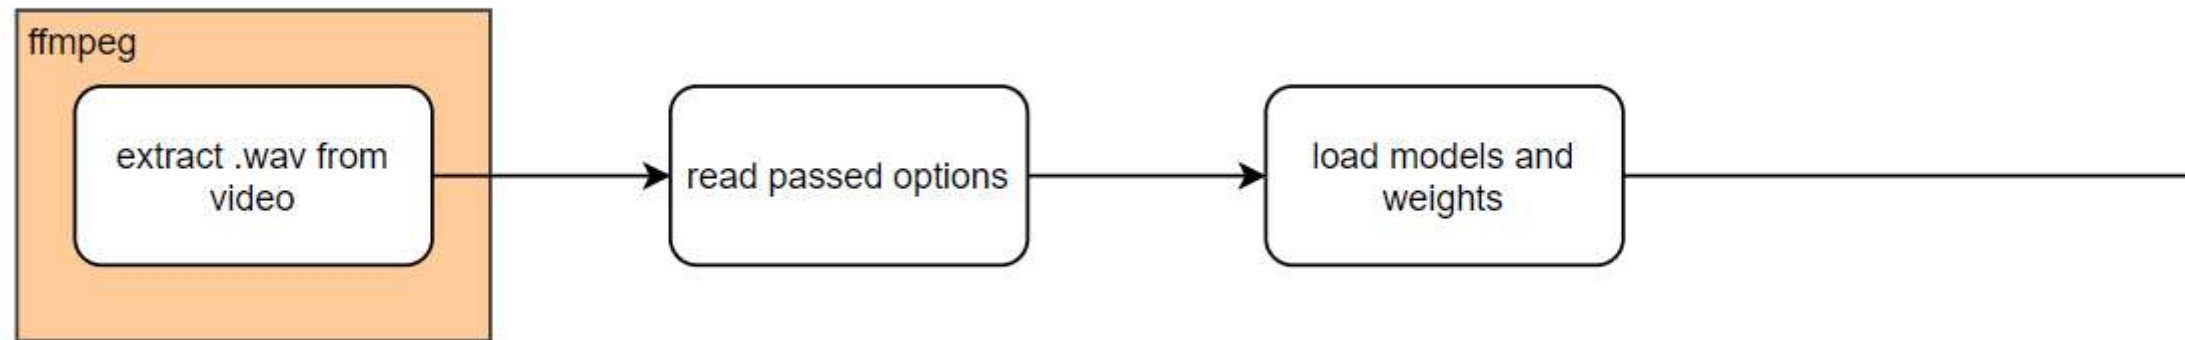 ffmpeg
extract .wav from
video
read passed options
load models and
weights